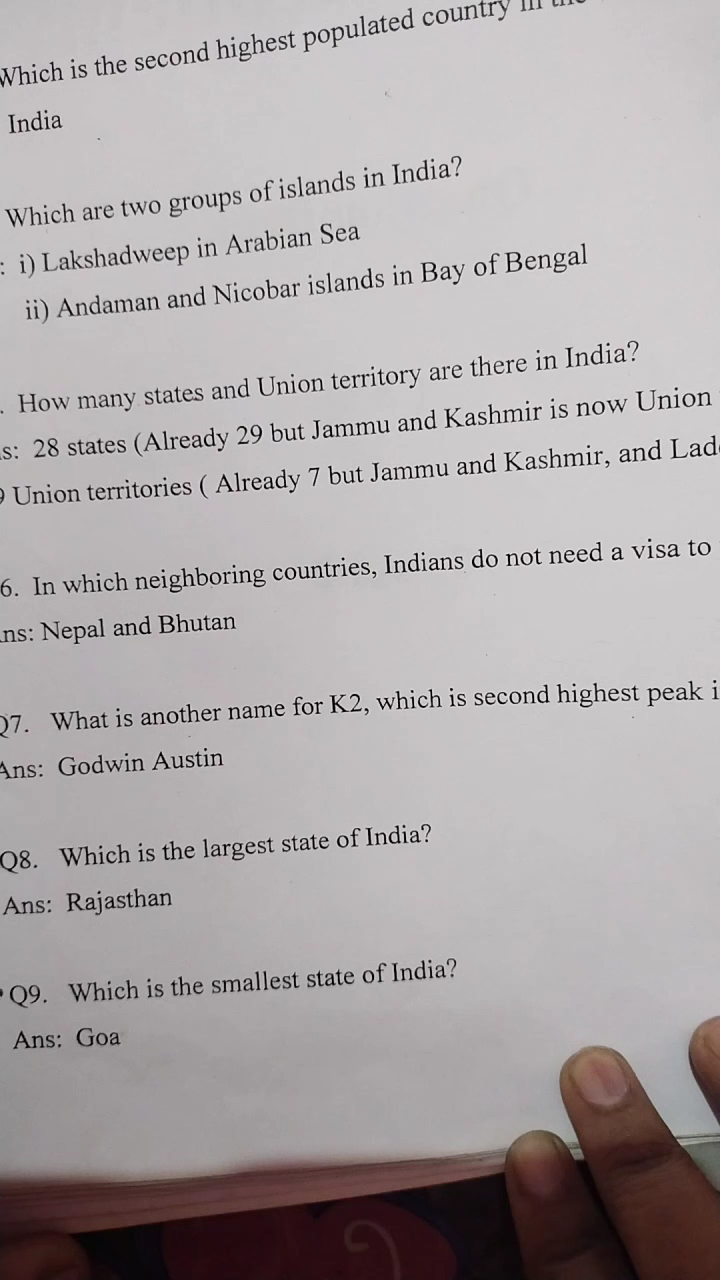 Which is the second highest populated country in
India
Which are two groups of islands in India?
: i) Lakshadweep in Arabian Sea
ii) Andaman and Nicobar islands in Bay of Bengal
. How many states and Union territory are there in India?
s: 28 states (Already 29 but Jammu and Kashmir is now Union
Union territories ( Already 7 but Jammu and Kashmir, and Lad
6. In which neighboring countries, Indians do not need a visa to
ns: Nepal and Bhutan
Q7. What is another name for K2, which is second highest peak i
Ans: Godwin Austin
Q8. Which is the largest state of India?
Ans: Rajasthan
Q9. Which is the smallest state of India?
Ans: Goa